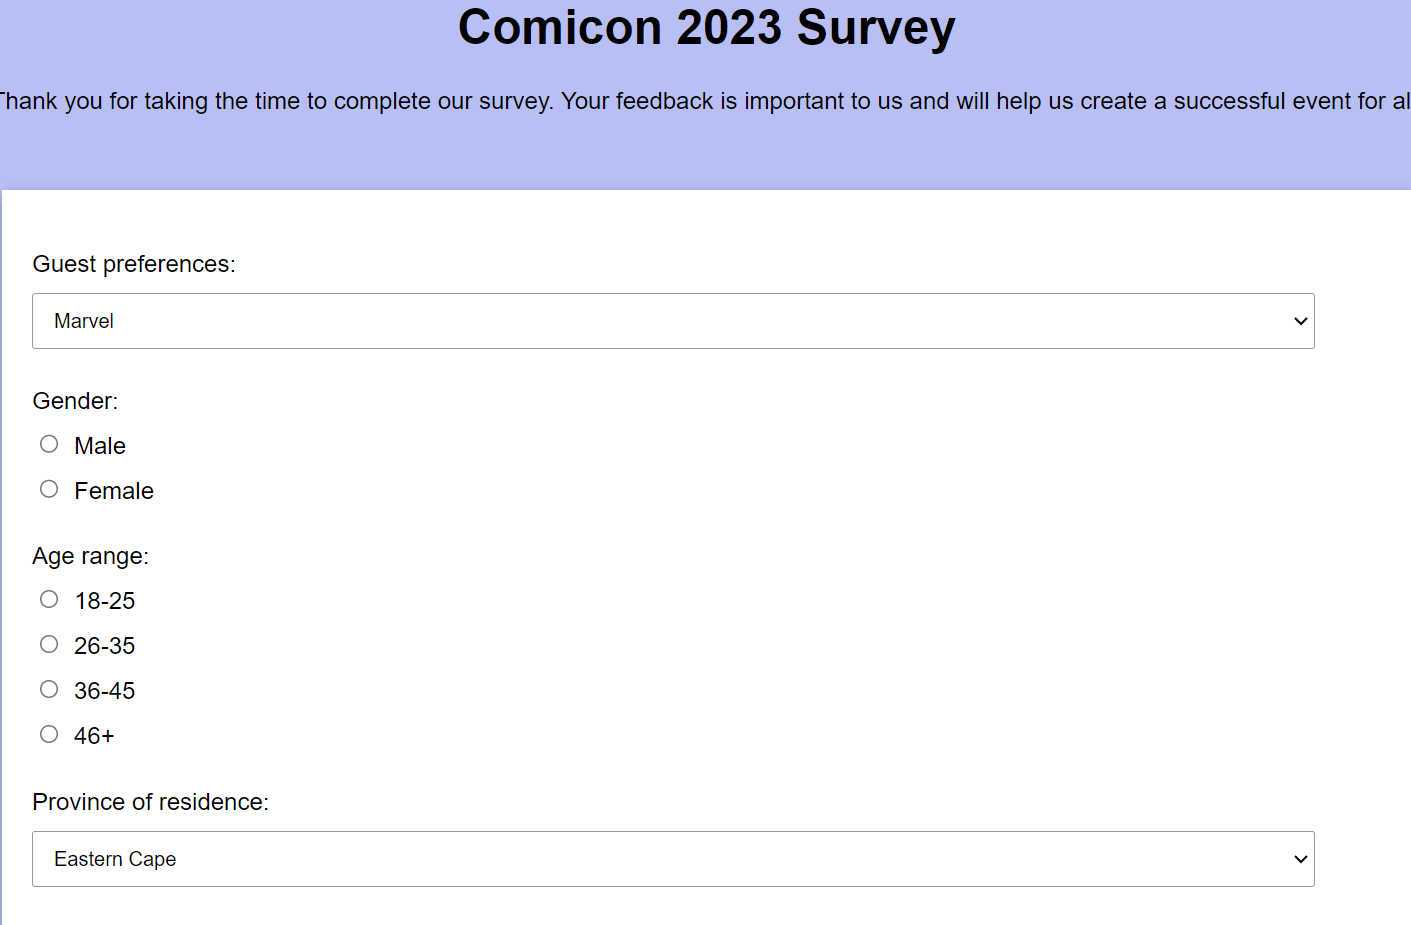 Comicon 2023 Survey
Thank you for taking the time to complete our survey. Your feedback is important to us and will help us create a successful event for al
Guest preferences:
Marvel
Gender:
Male
Female
Age range:
18-25
26-35
36-45
46+
Province of residence:
Eastern Cape